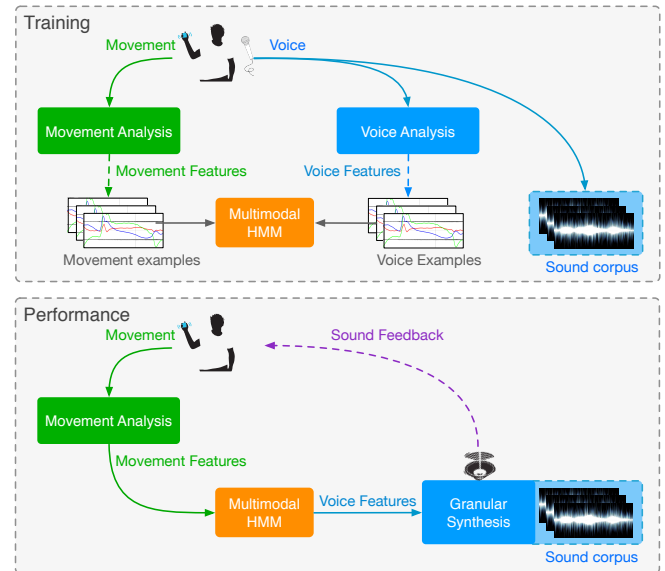 Training
Movement
Voice
Movement Analysis
Voice Analysis
Movement Features
Voice Features
Multimodal
HMM
Movement examples
Voice Examples
Sound corpus
Performance
Movement
Sound Feedback
Movement Analysis
Movement Features
Multimodal
HMM
Voice Features
Granular
Synthesis
Sound corpus